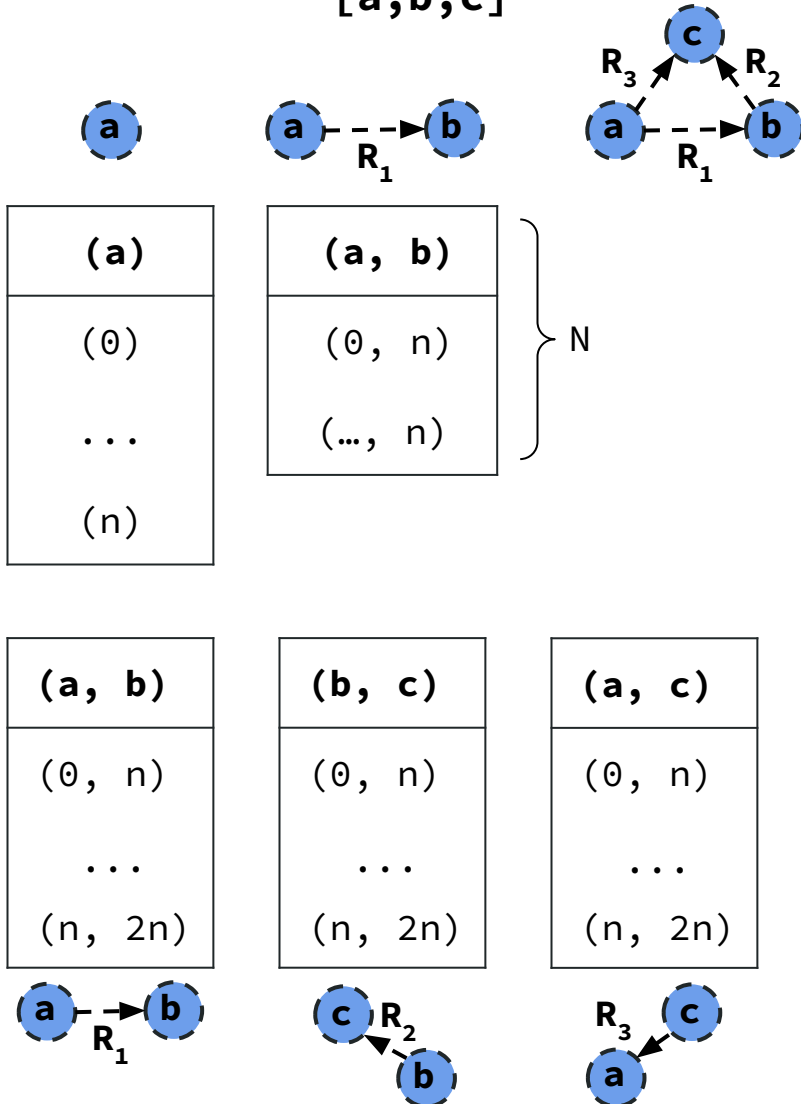 [a,b,c]
c
R3 R2
a a b a b
R1 R1
(a) (a, b)
(0) (0, n)
N
... (…, n)
(n)
(a, b) (b, c) (a, c)
(0, n) (0, n) (0, n)
... ... ...
(n, 2n) (n, 2n) (n, 2n)
a b c R2 R3 c
R1
b a